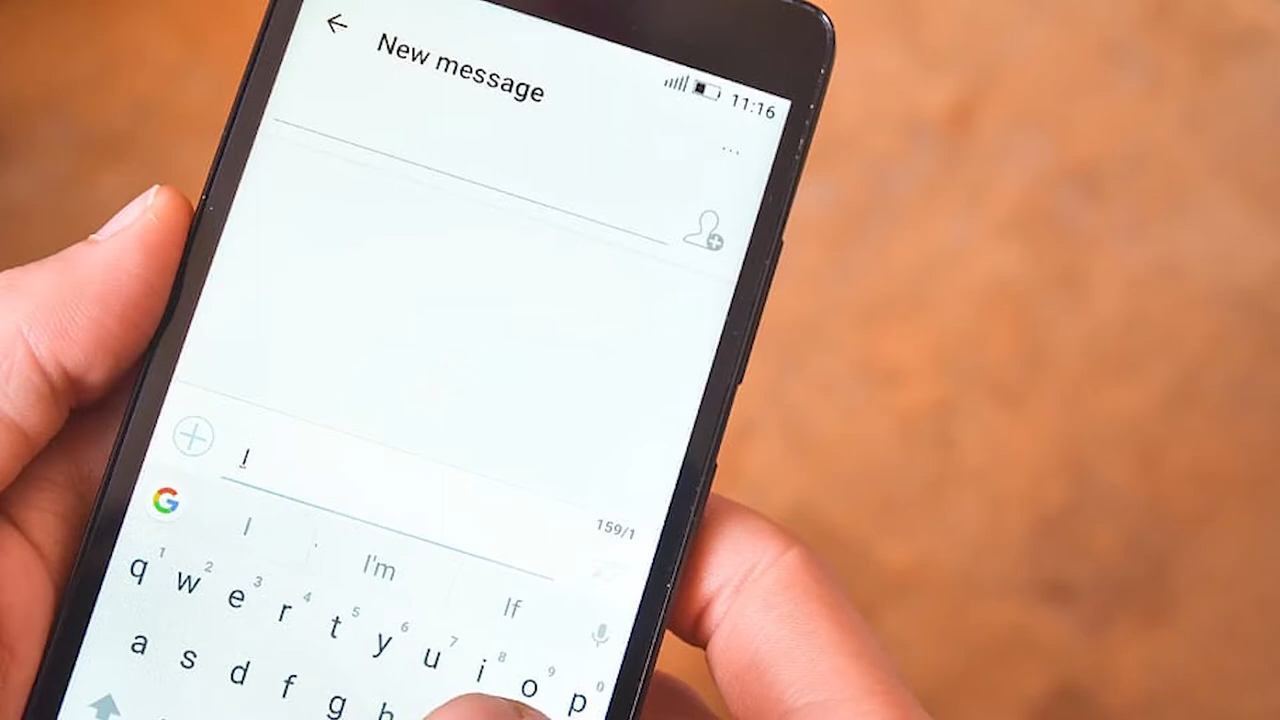 New message
11:16
...
I
159/1
I I'm If
1 2 3 4 5 6 7 8 9 0
q w e r t y u i o p
a s d f g h